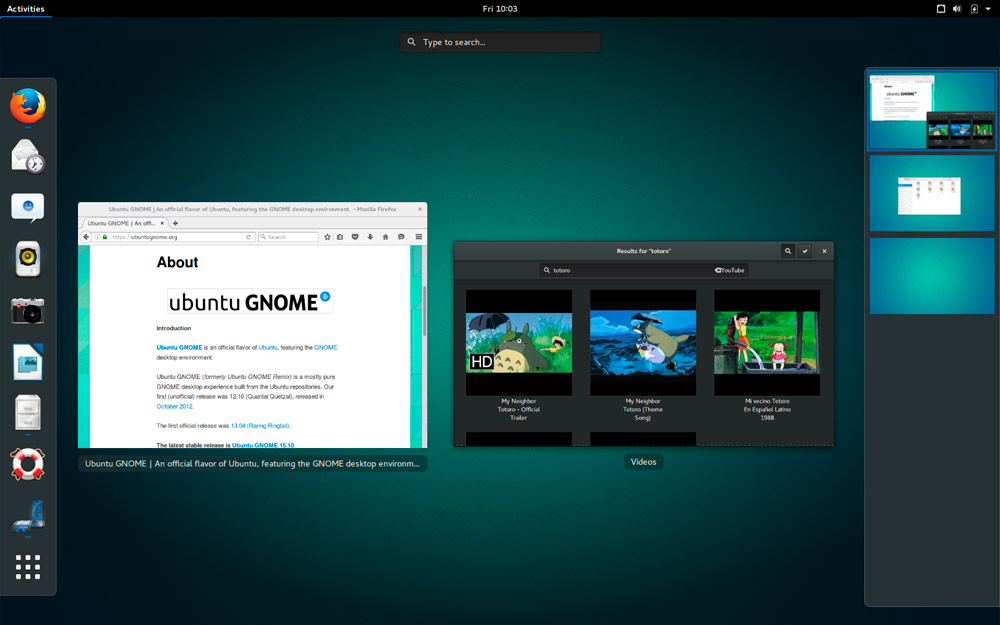 Activities
Fri 10:03
Type to search...
Ubuntu GNOME | An official flavor of Ubuntu, featuring the GNOME desktop environment. - Mozilla Firefox
Ubuntu GNOME | An offi...
https://ubuntugnome.org
Search
About
ubuntu GNOME
Introduction
Ubuntu GNOME is an official flavor of Ubuntu, featuring the GNOME
desktop environment.
Ubuntu GNOME (formerly Ubuntu GNOME Remix) is a mostly pure
GNOME desktop experience built from the Ubuntu repositories. Our
first (unofficial) release was 12.10 (Quantal Quetzal), released in
October 2012.
The first official release was 13.04 (Raring Ringtail).
The latest stable release is Ubuntu GNOME 15.10.
Ubuntu GNOME | An official flavor of Ubuntu, featuring the GNOME desktop environm...
Results for "totoro"
totoro
YouTube
HD
My Neighbor
Totoro - Official
Trailer
My Neighbor
Totoro (Theme
Song)
Mi vecino Totoro
En Español Latino
1988
Videos
About